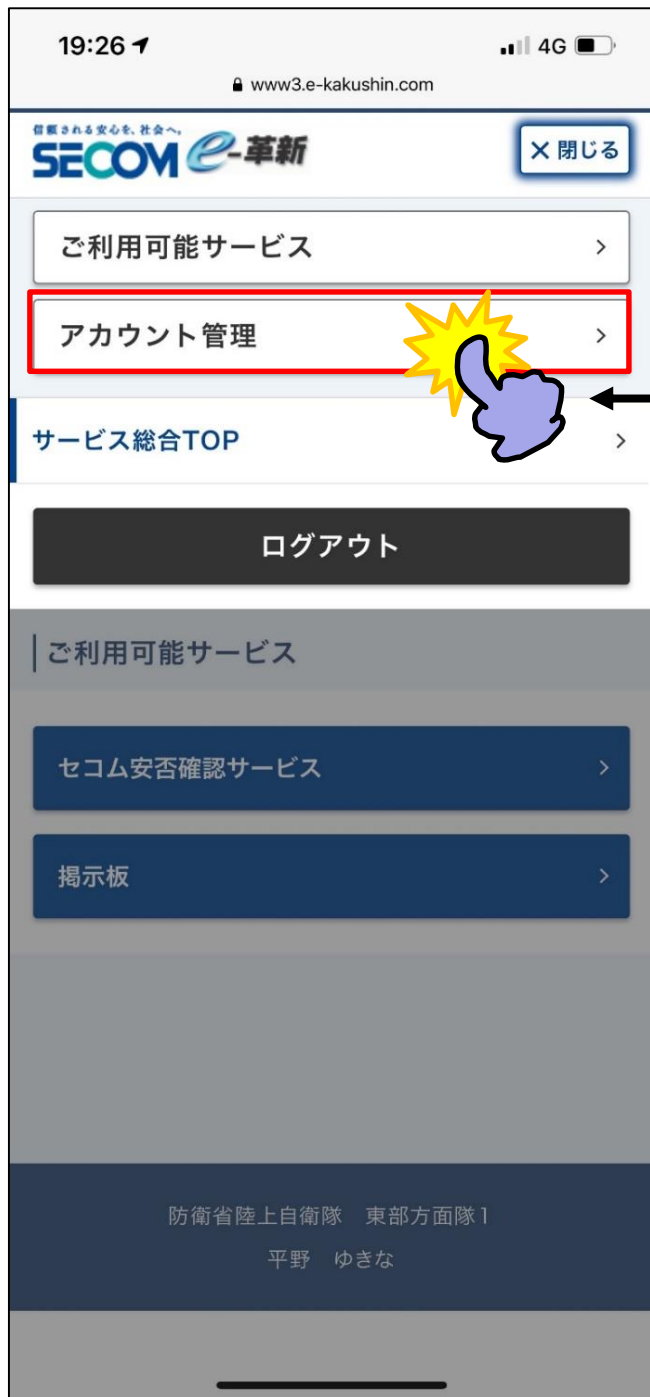 19:26
4G
www3.e-kakushin.com
信頼される安心を、社会へ。
SECOM e-革新
×閉じる
ご利用可能サービス
アカウント管理
サービス総合TOP
ログアウト
ご利用可能サービス
セコム安否確認サービス
掲示板
防衛省陸上自衛隊　東部方面隊1
平野　ゆきな